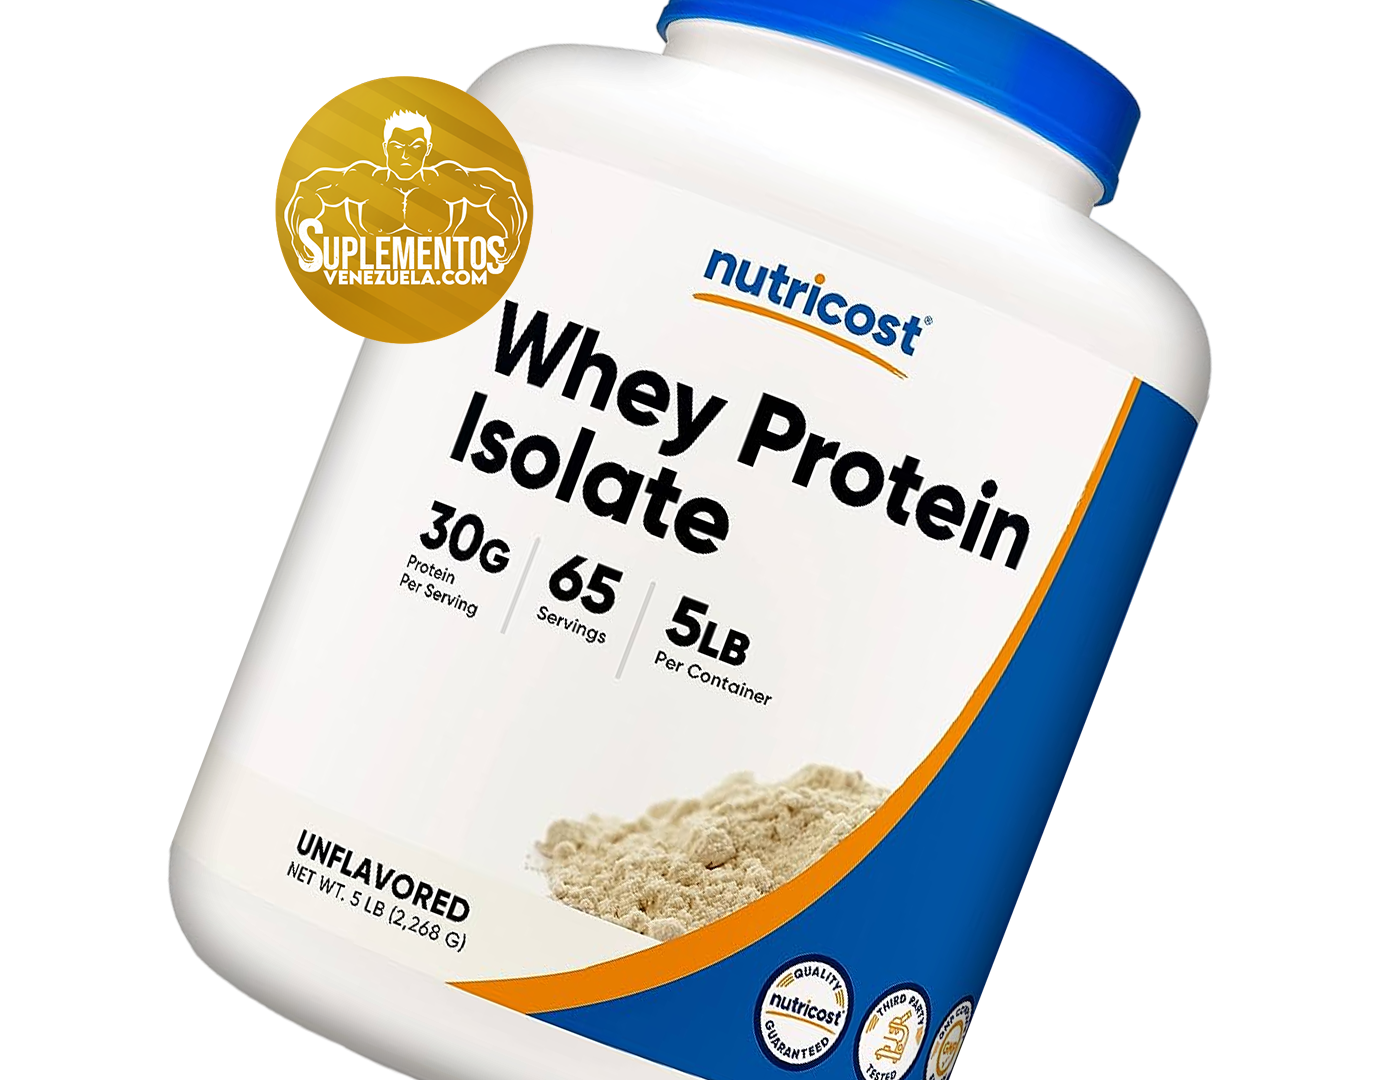 SUPLEMENTOS
VENEZUELA.COM
nutricost®
Whey Protein
Isolate
30G
Protein
Per Serving
65
Servings
5LB
Per Container
UNFLAVORED
NET WT. 5 LB (2,268 G)
QUALITY
nutricost
GUARANTEED
THIRD PARTY
TESTED